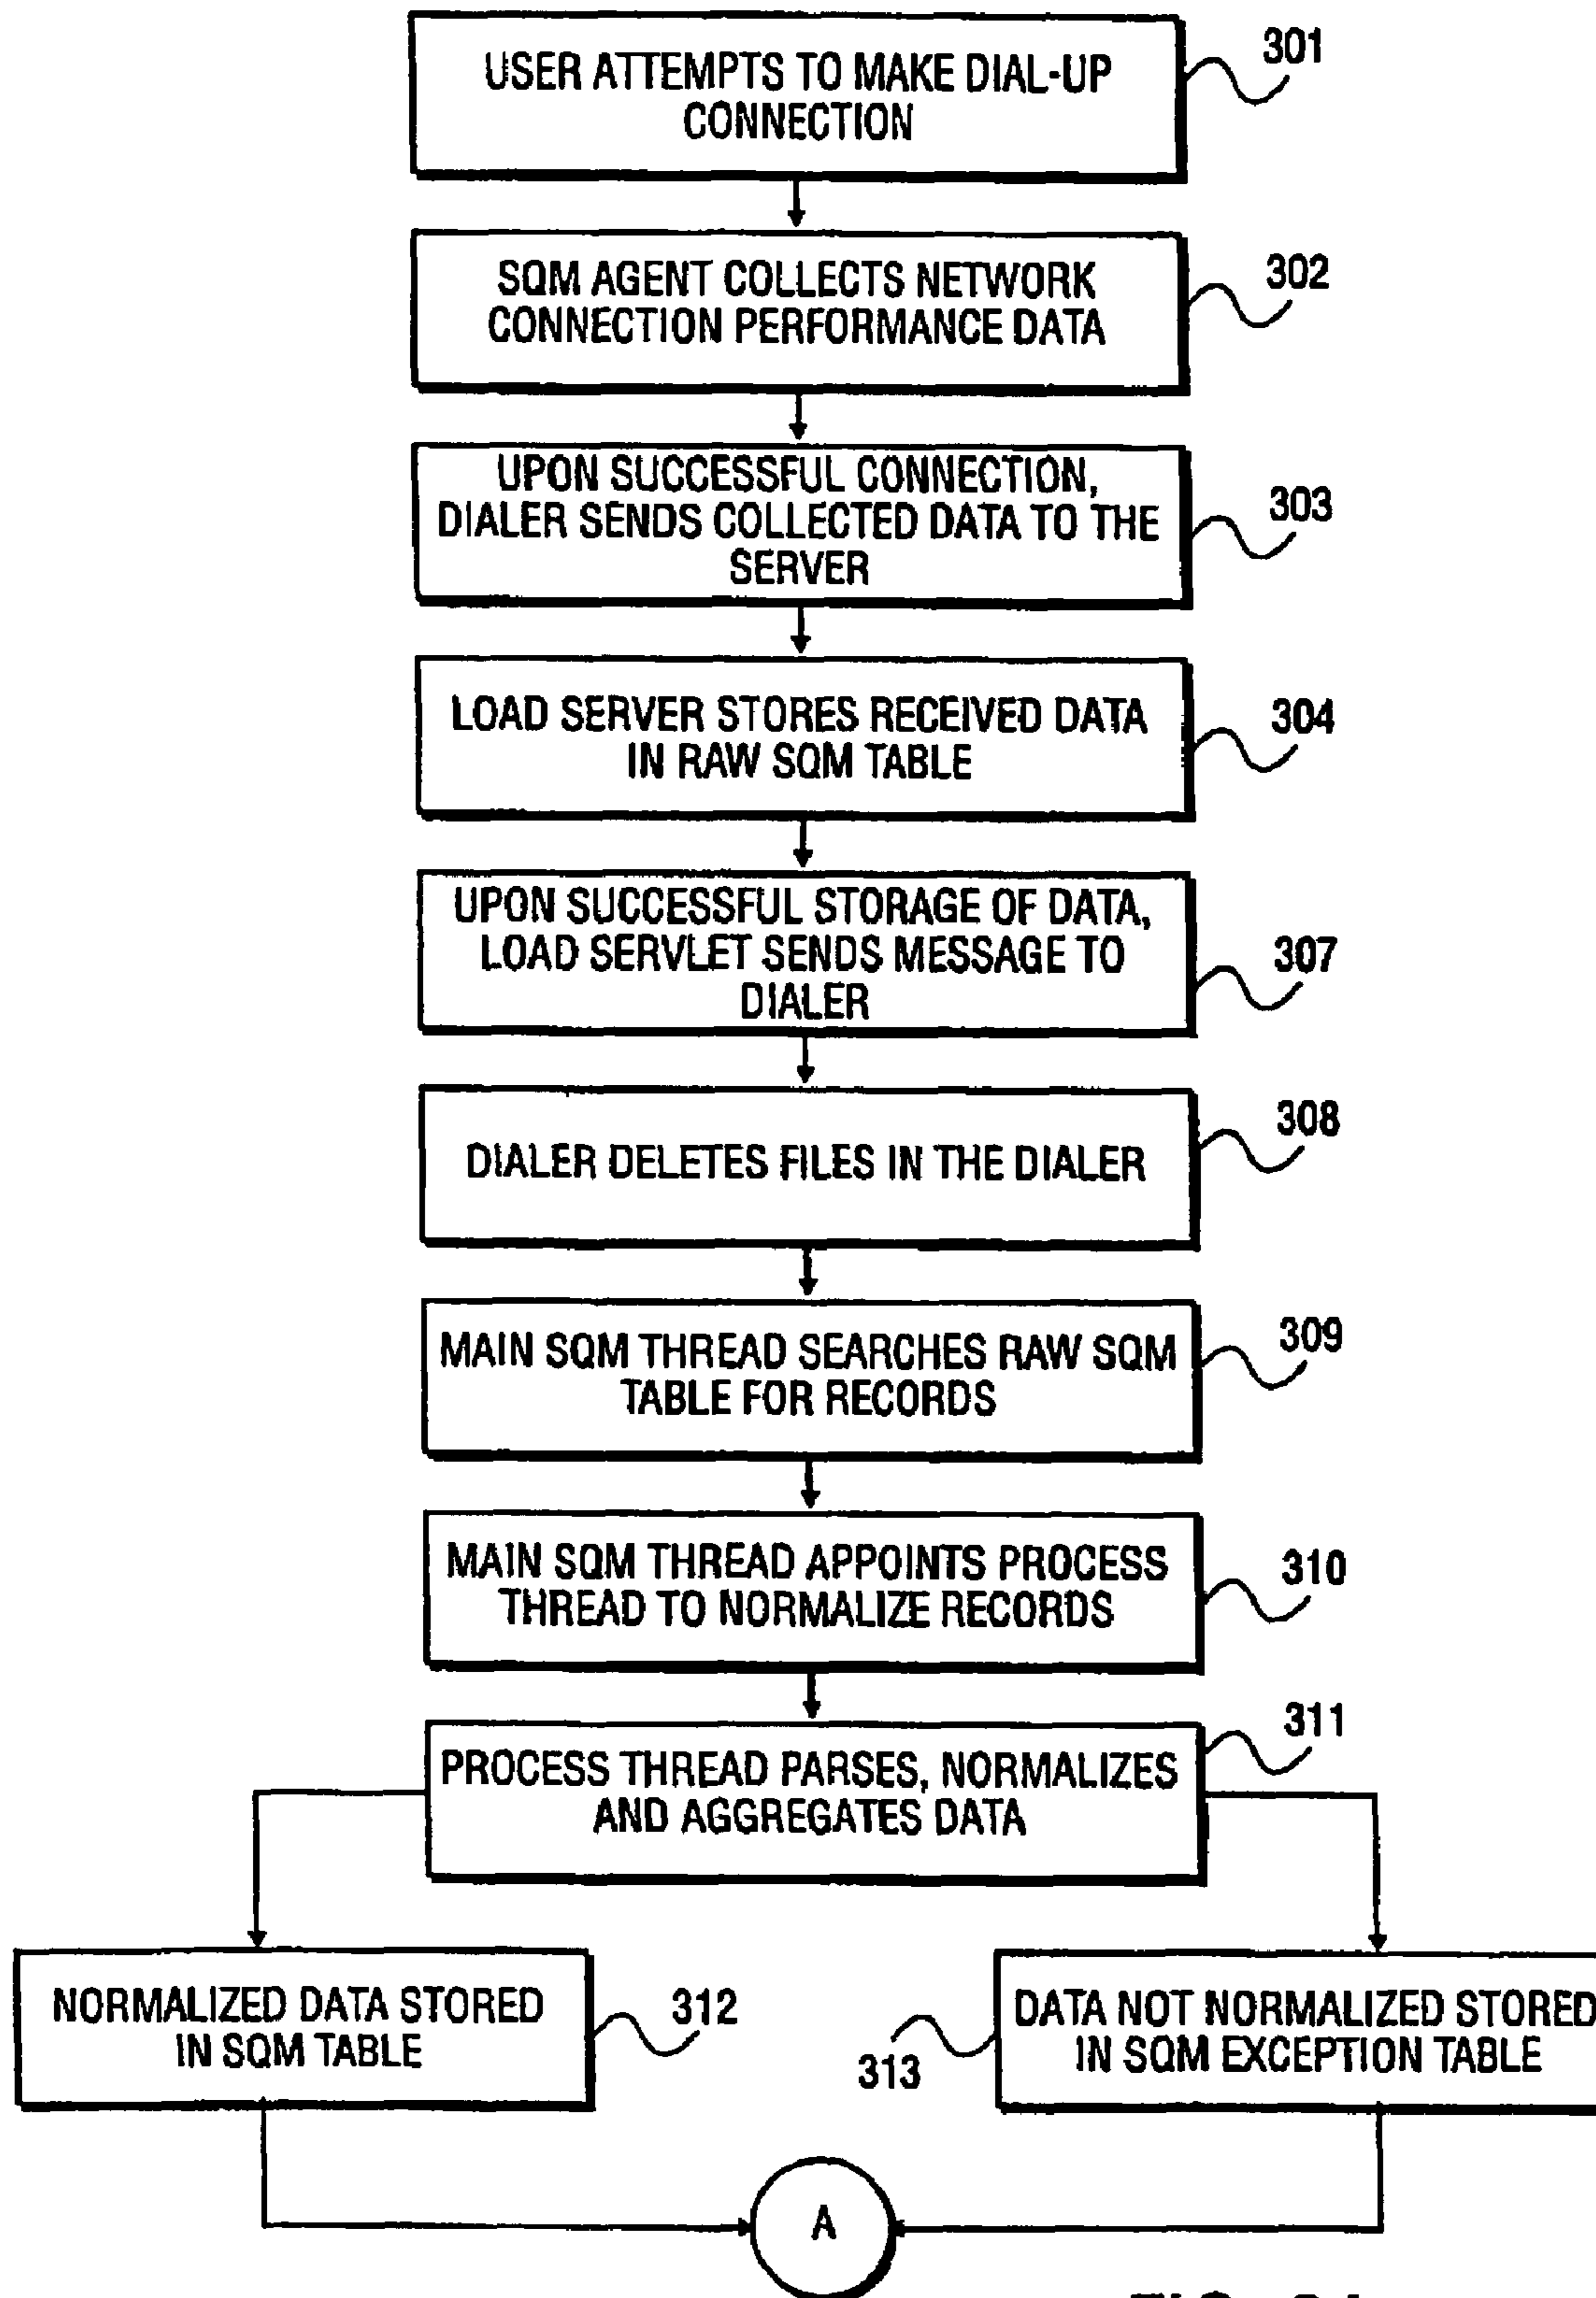 USER ATTEMPTS TO MAKE DIAL-UP
CONNECTION
301
SQM AGENT COLLECTS NETWORK
CONNECTION PERFORMANCE DATA
302
UPON SUCCESSFUL CONNECTION,
DIALER SENDS COLLECTED DATA TO THE
SERVER
303
LOAD SERVER STORES RECEIVED DATA
IN RAW SQM TABLE
304
UPON SUCCESSFUL STORAGE OF DATA,
LOAD SERVLET SENDS MESSAGE TO
DIALER
307
DIALER DELETES FILES IN THE DIALER
308
MAIN SQM THREAD SEARCHES RAW SQM
TABLE FOR RECORDS
309
MAIN SQM THREAD APPOINTS PROCESS
THREAD TO NORMALIZE RECORDS
310
PROCESS THREAD PARSES, NORMALIZES
AND AGGREGATES DATA
311
NORMALIZED DATA STORED
IN SQM TABLE
312
DATA NOT NORMALIZED STORED
IN SQM EXCEPTION TABLE
313
A